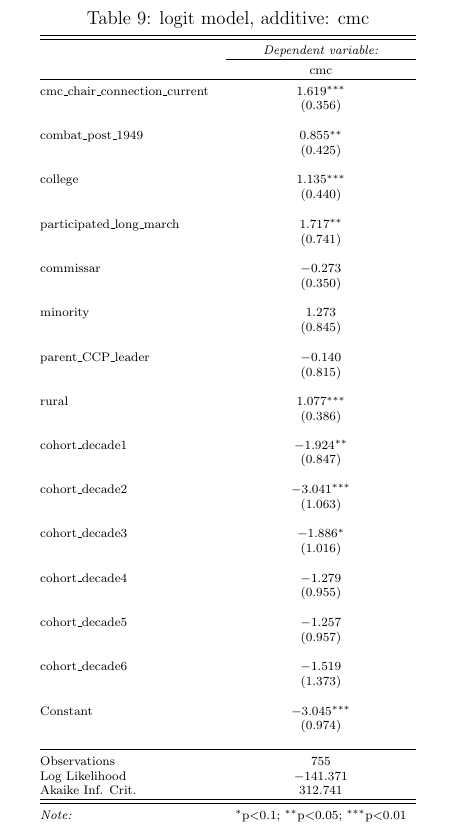 Table 9: logit model, additive: cmc
Dependent variable:
cmc
cmc_chair_connection_current 1.619***
(0.356)
combat_post_1949 0.855**
(0.425)
college 1.135***
(0.440)
participated_long_march 1.717**
(0.741)
commissar −0.273
(0.350)
minority 1.273
(0.845)
parent_CCP_leader −0.140
(0.815)
rural 1.077***
(0.386)
cohort_decade1 −1.924**
(0.847)
cohort_decade2 −3.041***
(1.063)
cohort_decade3 −1.886*
(1.016)
cohort_decade4 −1.279
(0.955)
cohort_decade5 −1.257
(0.957)
cohort_decade6 −1.519
(1.373)
Constant −3.045***
(0.974)
Observations 755
Log Likelihood −141.371
Akaike Inf. Crit. 312.741
Note: *p<0.1; **p<0.05; ***p<0.01